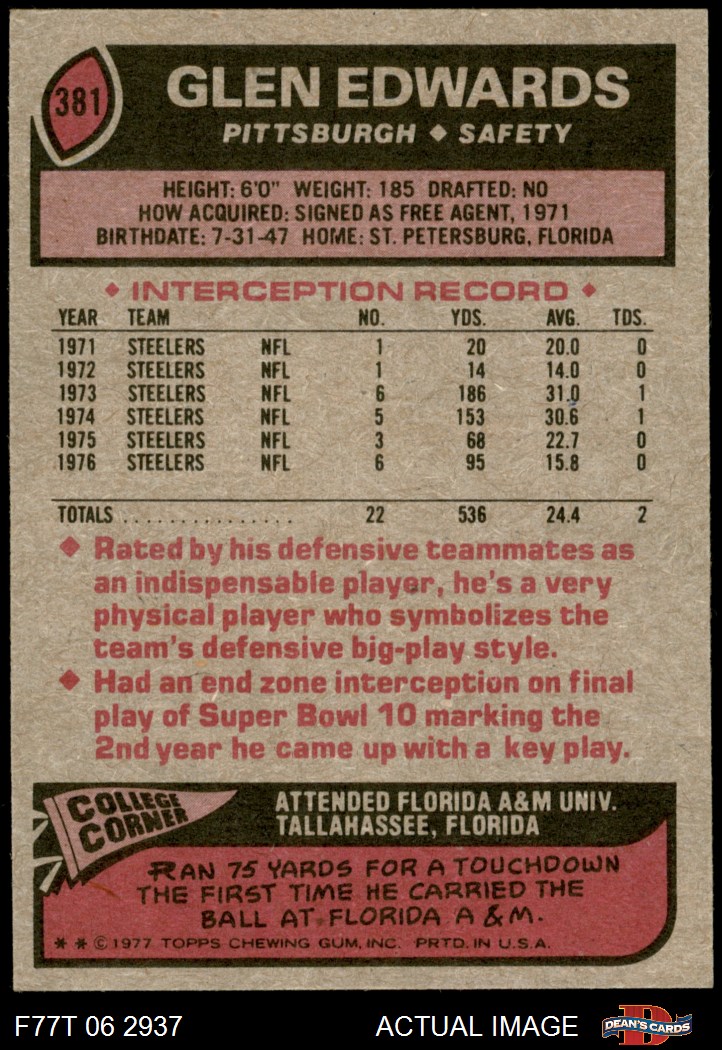 381
GLEN EDWARDS
PITTSBURGH ◆ SAFETY
HEIGHT: 6'0" WEIGHT: 185 DRAFTED: NO
HOW ACQUIRED: SIGNED AS FREE AGENT, 1971
BIRTHDATE: 7-31-47 HOME: ST. PETERSBURG, FLORIDA
◆ INTERCEPTION RECORD ◆
YEAR TEAM NO. YDS. AVG. TDS.
1971 STEELERS NFL 1 20 20.0 0
1972 STEELERS NFL 1 14 14.0 0
1973 STEELERS NFL 6 186 31.0 1
1974 STEELERS NFL 5 153 30.6 1
1975 STEELERS NFL 3 68 22.7 0
1976 STEELERS NFL 6 95 15.8 0
TOTALS . . . . . . . . . . . . . . . 22 536 24.4 2
◆ Rated by his defensive teammates as
an indispensable player, he's a very
physical player who symbolizes the
team's defensive big-play style.
◆ Had an end zone interception on final
play of Super Bowl 10 marking the
2nd year he came up with a key play.
COLLEGE
CORNER
ATTENDED FLORIDA A&M UNIV.
TALLAHASSEE, FLORIDA
RAN 75 YARDS FOR A TOUCHDOWN
THE FIRST TIME HE CARRIED THE
BALL AT FLORIDA A & M.
* * © 1977 TOPPS CHEWING GUM, INC. PRTD. IN U.S.A.
F77T 06 2937 ACTUAL IMAGE
D
DEAN'S CARDS